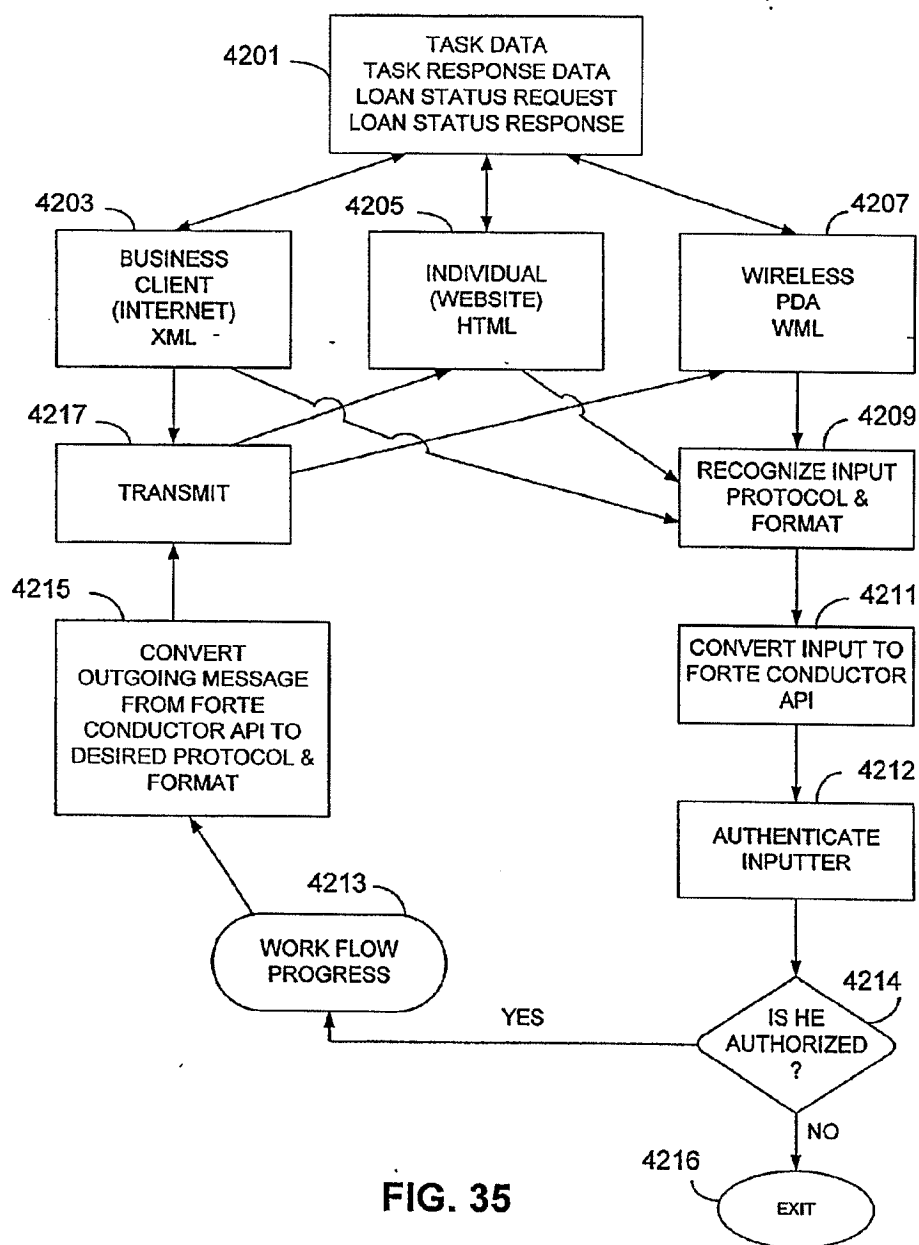 4201
TASK DATA
TASK RESPONSE DATA
LOAN STATUS REQUEST
LOAN STATUS RESPONSE
4203
BUSINESS
CLIENT
(INTERNET)
XML
4205
INDIVIDUAL
(WEBSITE)
HTML
4207
WIRELESS
PDA
WML
4217
TRANSMIT
4209
RECOGNIZE INPUT
PROTOCOL &
FORMAT
4215
CONVERT
OUTGOING MESSAGE
FROM FORTE
CONDUCTOR API TO
DESIRED PROTOCOL &
FORMAT
4211
CONVERT INPUT TO
FORTE CONDUCTOR
API
4212
AUTHENTICATE
INPUTTER
4213
WORK FLOW
PROGRESS
4214
IS HE
AUTHORIZED
?
YES
NO
4216
EXIT
FIG. 35